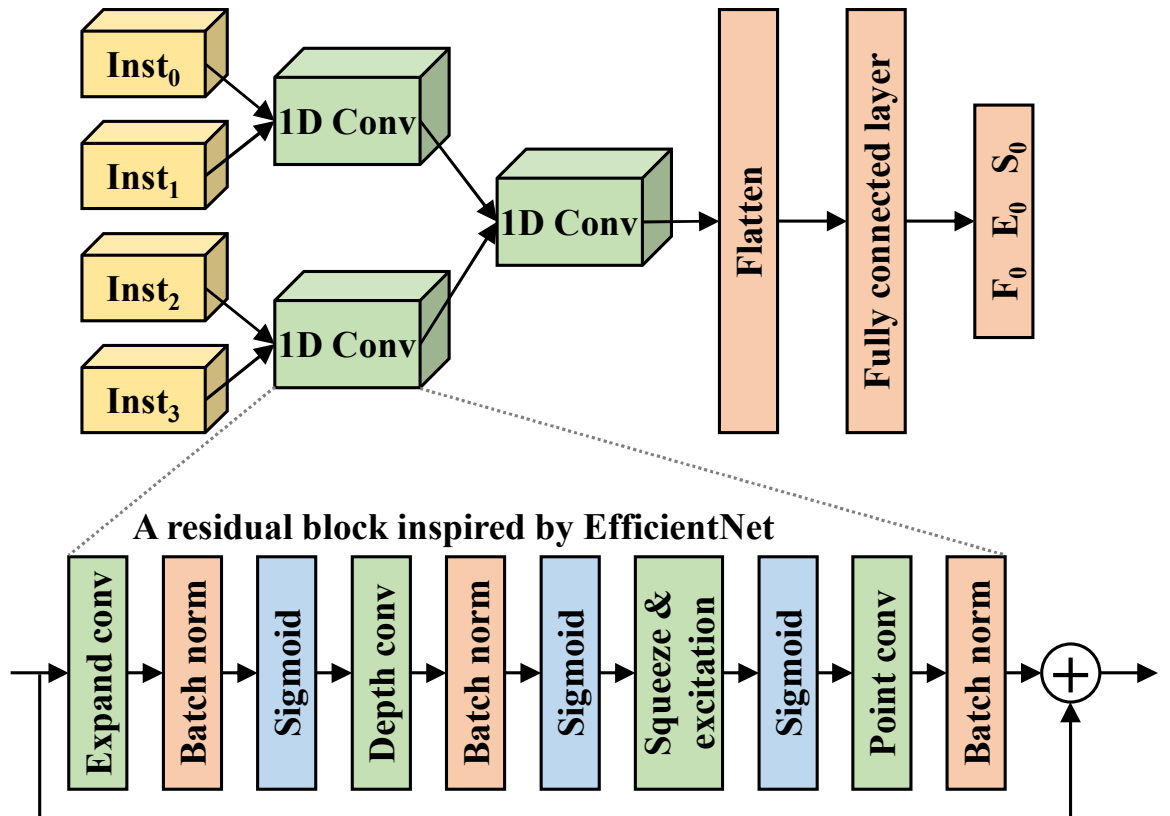 Inst₀
Inst₁
Inst₂
Inst₃
1D Conv
1D Conv
1D Conv
Flatten
Fully connected layer
F₀ E₀ S₀
A residual block inspired by EfficientNet
Expand conv
Batch norm
Sigmoid
Depth conv
Batch norm
Sigmoid
Squeeze &
excitation
Sigmoid
Point conv
Batch norm
+